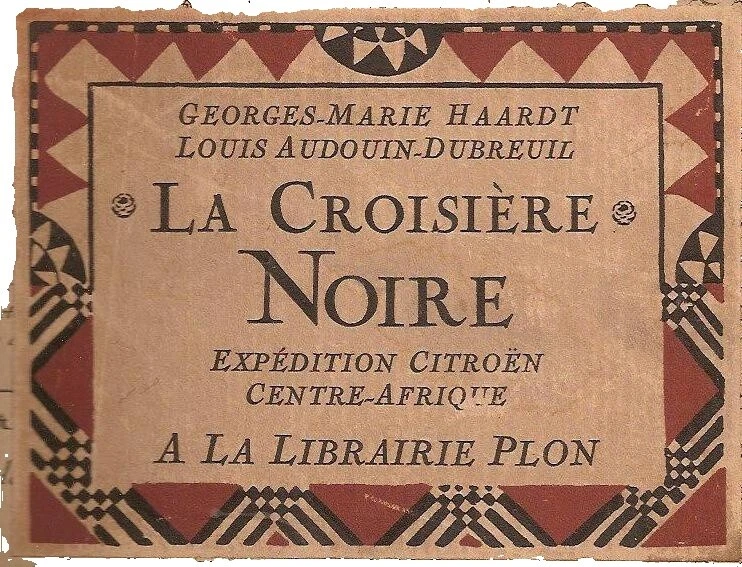 GEORGES-MARIE HAARDT
LOUIS AUDOUIN-DUBREUIL
LA CROISIÈRE
NOIRE
EXPÉDITION CITROËN
CENTRE-AFRIQUE
A LA LIBRAIRIE PLON